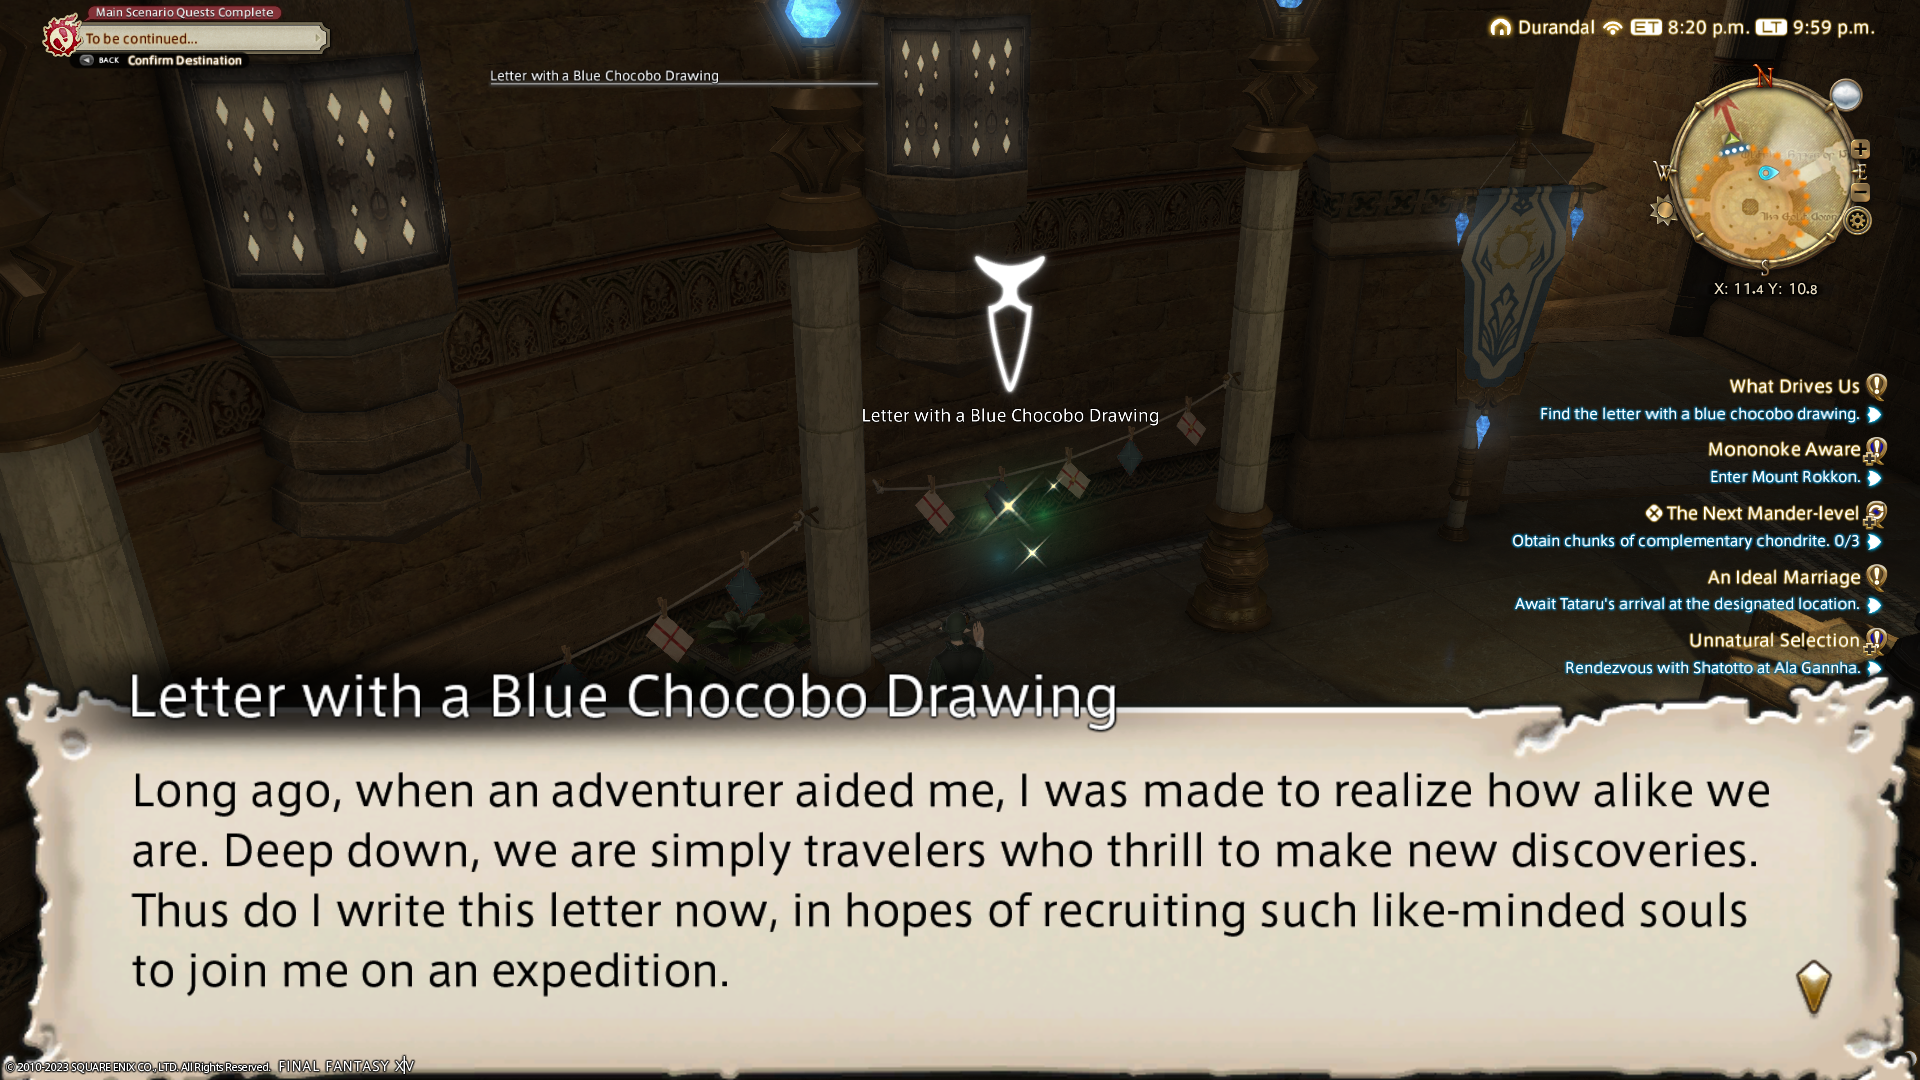 Main Scenario Quests Complete
To be continued...
BACK Confirm Destination
Letter with a Blue Chocobo Drawing
Durandal ET 8:20 p.m. LT 9:59 p.m.
N
W
E
S
X: 11.4 Y: 10.8
Letter with a Blue Chocobo Drawing
What Drives Us
Find the letter with a blue chocobo drawing.
Mononoke Aware
Enter Mount Rokkon.
The Next Mander-level
Obtain chunks of complementary chondrite. 0/3
An Ideal Marriage
Await Tataru's arrival at the designated location.
Unnatural Selection
Rendezvous with Shatotto at Ala Gannha.
Letter with a Blue Chocobo Drawing
Long ago, when an adventurer aided me, I was made to realize how alike we
are. Deep down, we are simply travelers who thrill to make new discoveries.
Thus do I write this letter now, in hopes of recruiting such like-minded souls
to join me on an expedition.
© 2010-2023 SQUARE ENIX CO., LTD. All Rights Reserved. FINAL FANTASY XIV